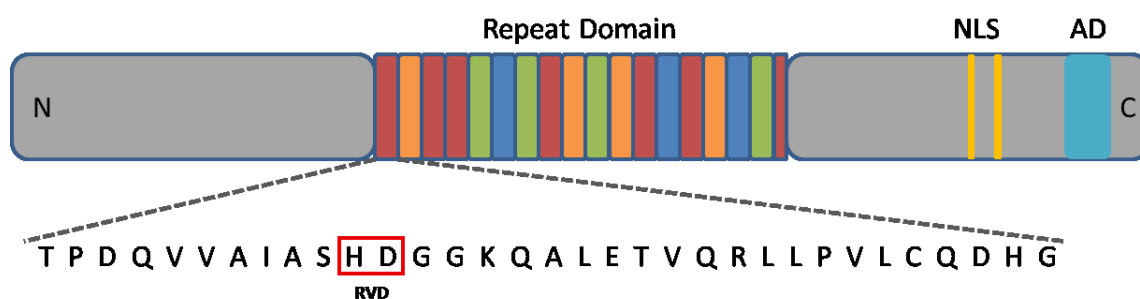 Repeat Domain NLS AD
N C
T P D Q V V A I A S H D G G K Q A L E T V Q R L L P V L C Q D H G
RVD